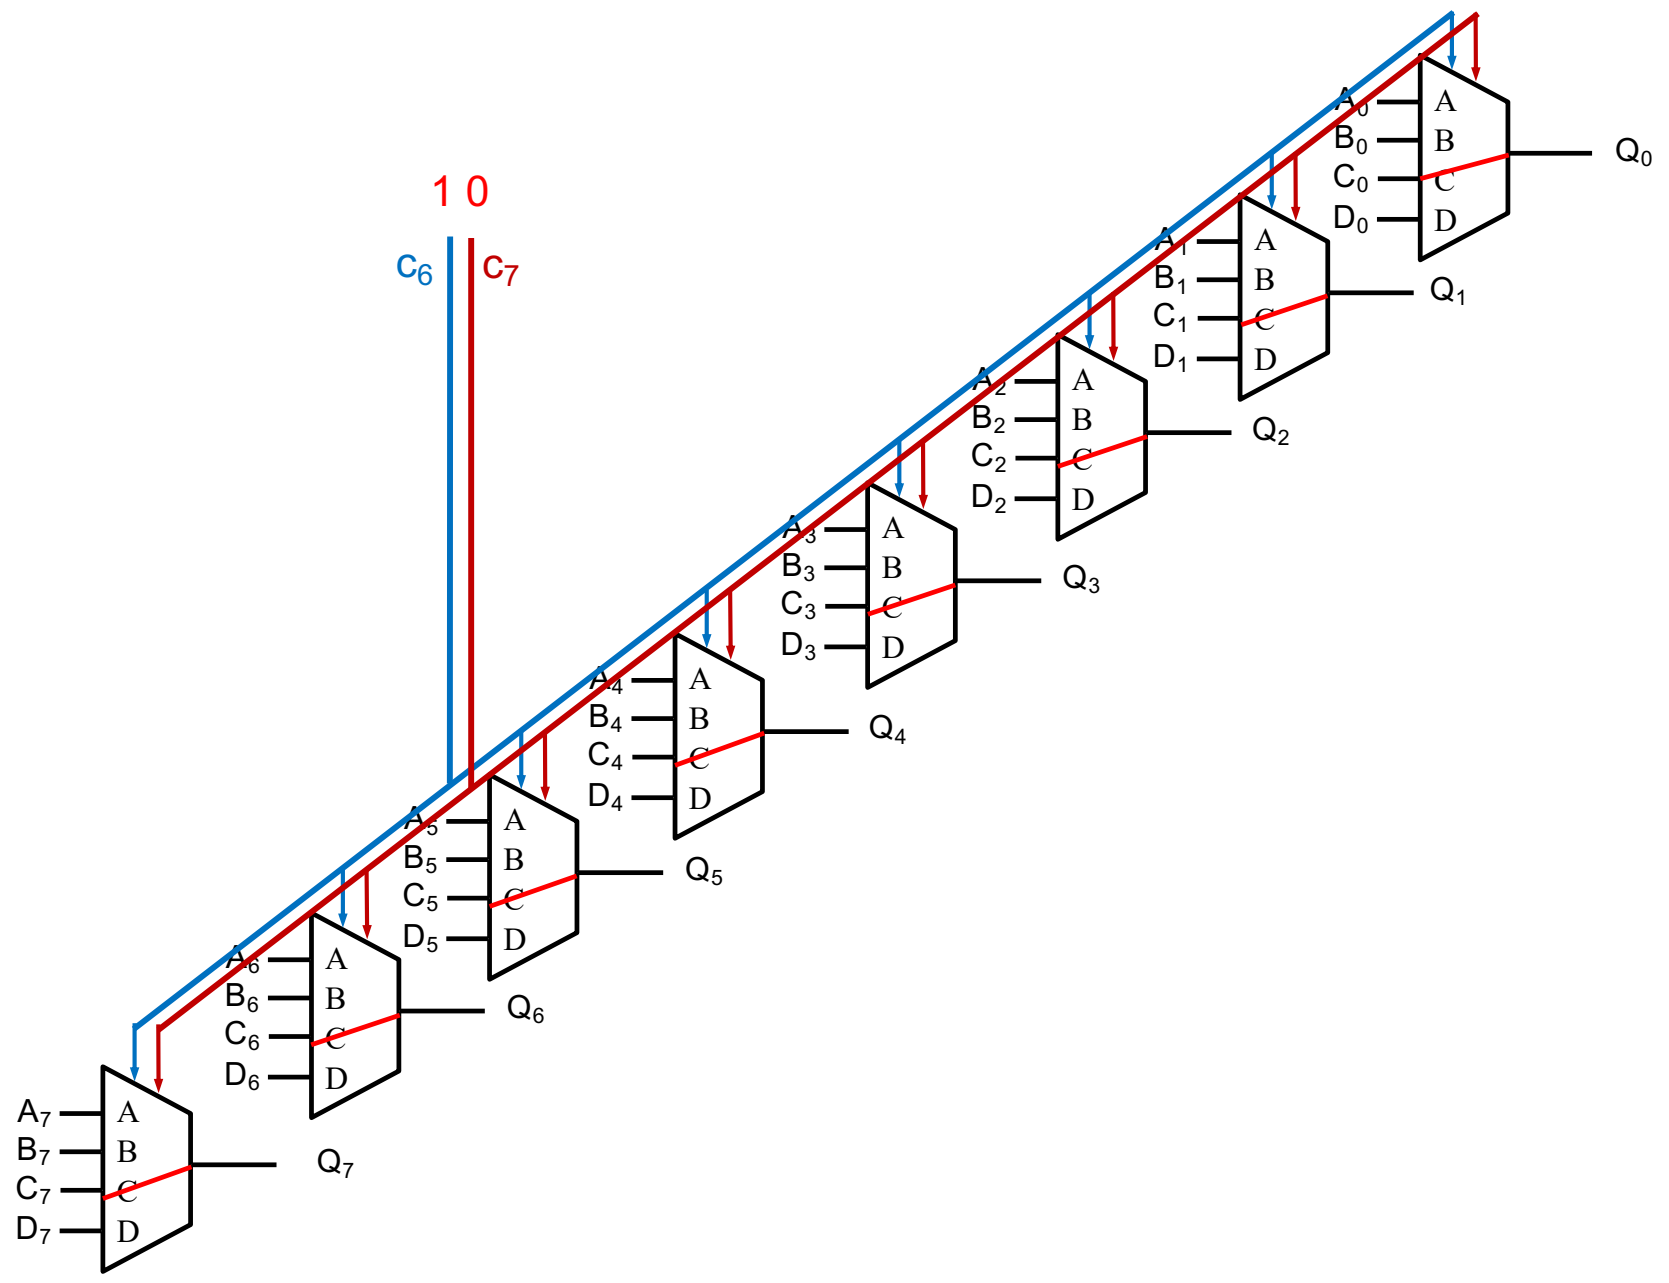 1 0
c6 c7
A0 A
B0 B
C0 C
D0 D
Q0
A1 A
B1 B
C1 C
D1 D
Q1
A2 A
B2 B
C2 C
D2 D
Q2
A3 A
B3 B
C3 C
D3 D
Q3
A4 A
B4 B
C4 C
D4 D
Q4
A5 A
B5 B
C5 C
D5 D
Q5
A6 A
B6 B
C6 C
D6 D
Q6
A7 A
B7 B
C7 C
D7 D
Q7